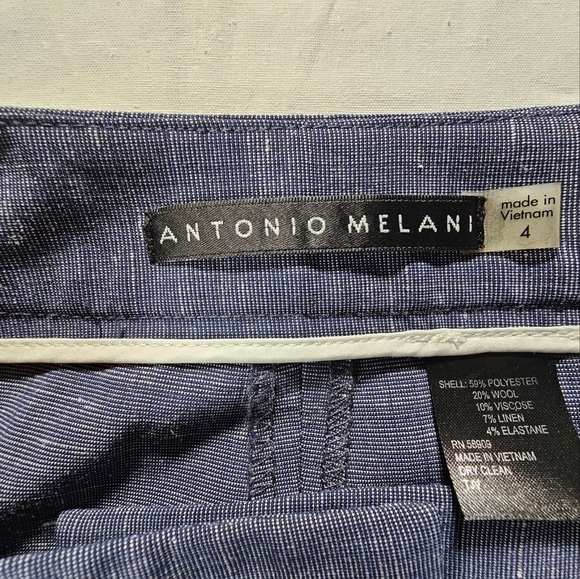 ANTONIO MELANI
made in
Vietnam
4
SHELL: 59% POLYESTER
20% WOOL
10% VISCOSE
7% LINEN
4% ELASTANE
RN 58909
MADE IN VIETNAM
DRY CLEAN